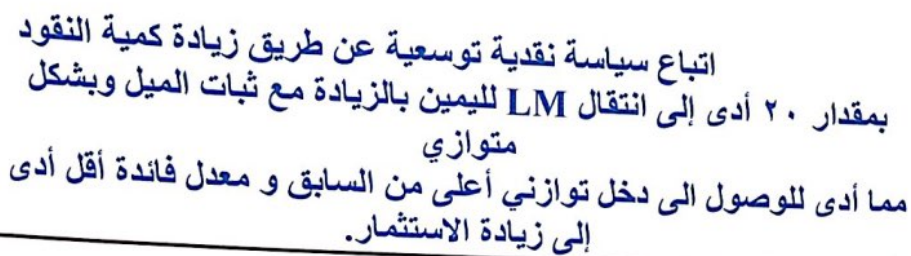 اتباع سياسة نقدية توسعية عن طريق زيادة كمية النقود
بمقدار ٢٠ أدى إلى انتقال LM لليمين بالزيادة مع ثبات الميل وبشكل
متوازي
مما أدى للوصول الى دخل توازني أعلى من السابق و معدل فائدة أقل أدى
إلى زيادة الاستثمار.